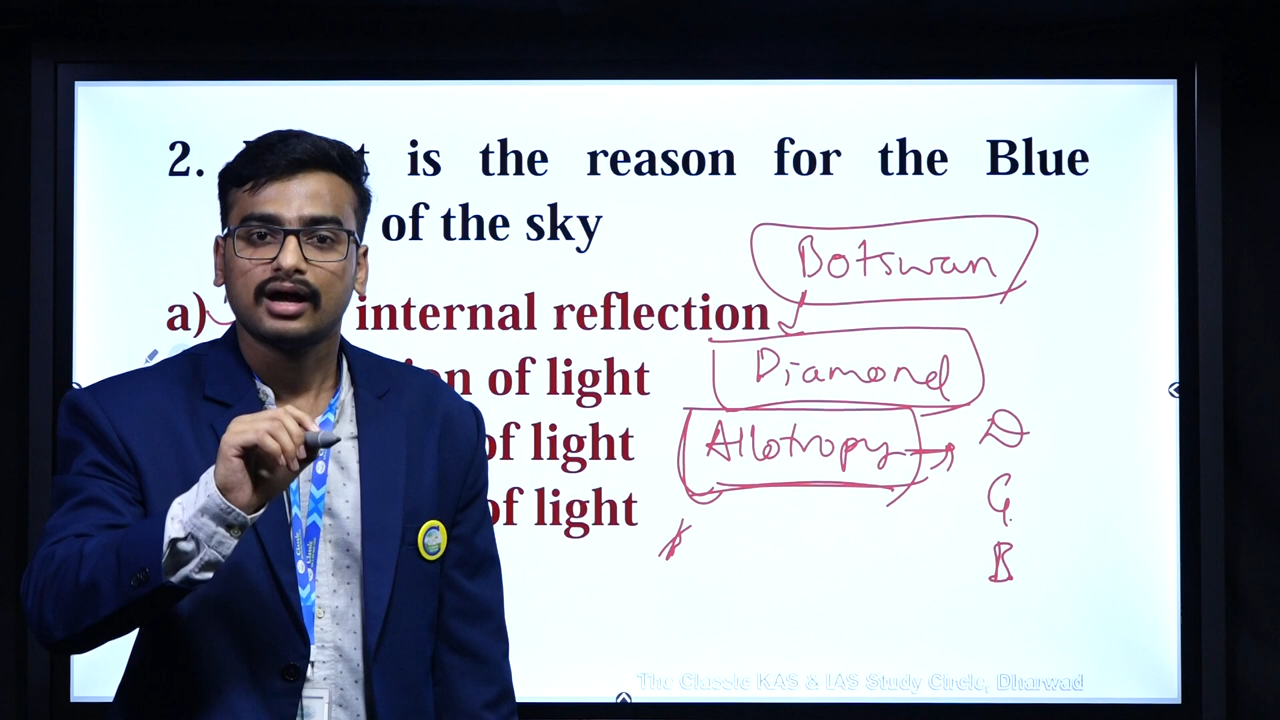 2. is the reason for the Blue
of the sky
a) internal reflection
of light
of light
of light
Botswan
Diamond
Allotropy
D
G
B
The Classic KAS & IAS Study Circle, Dharwad